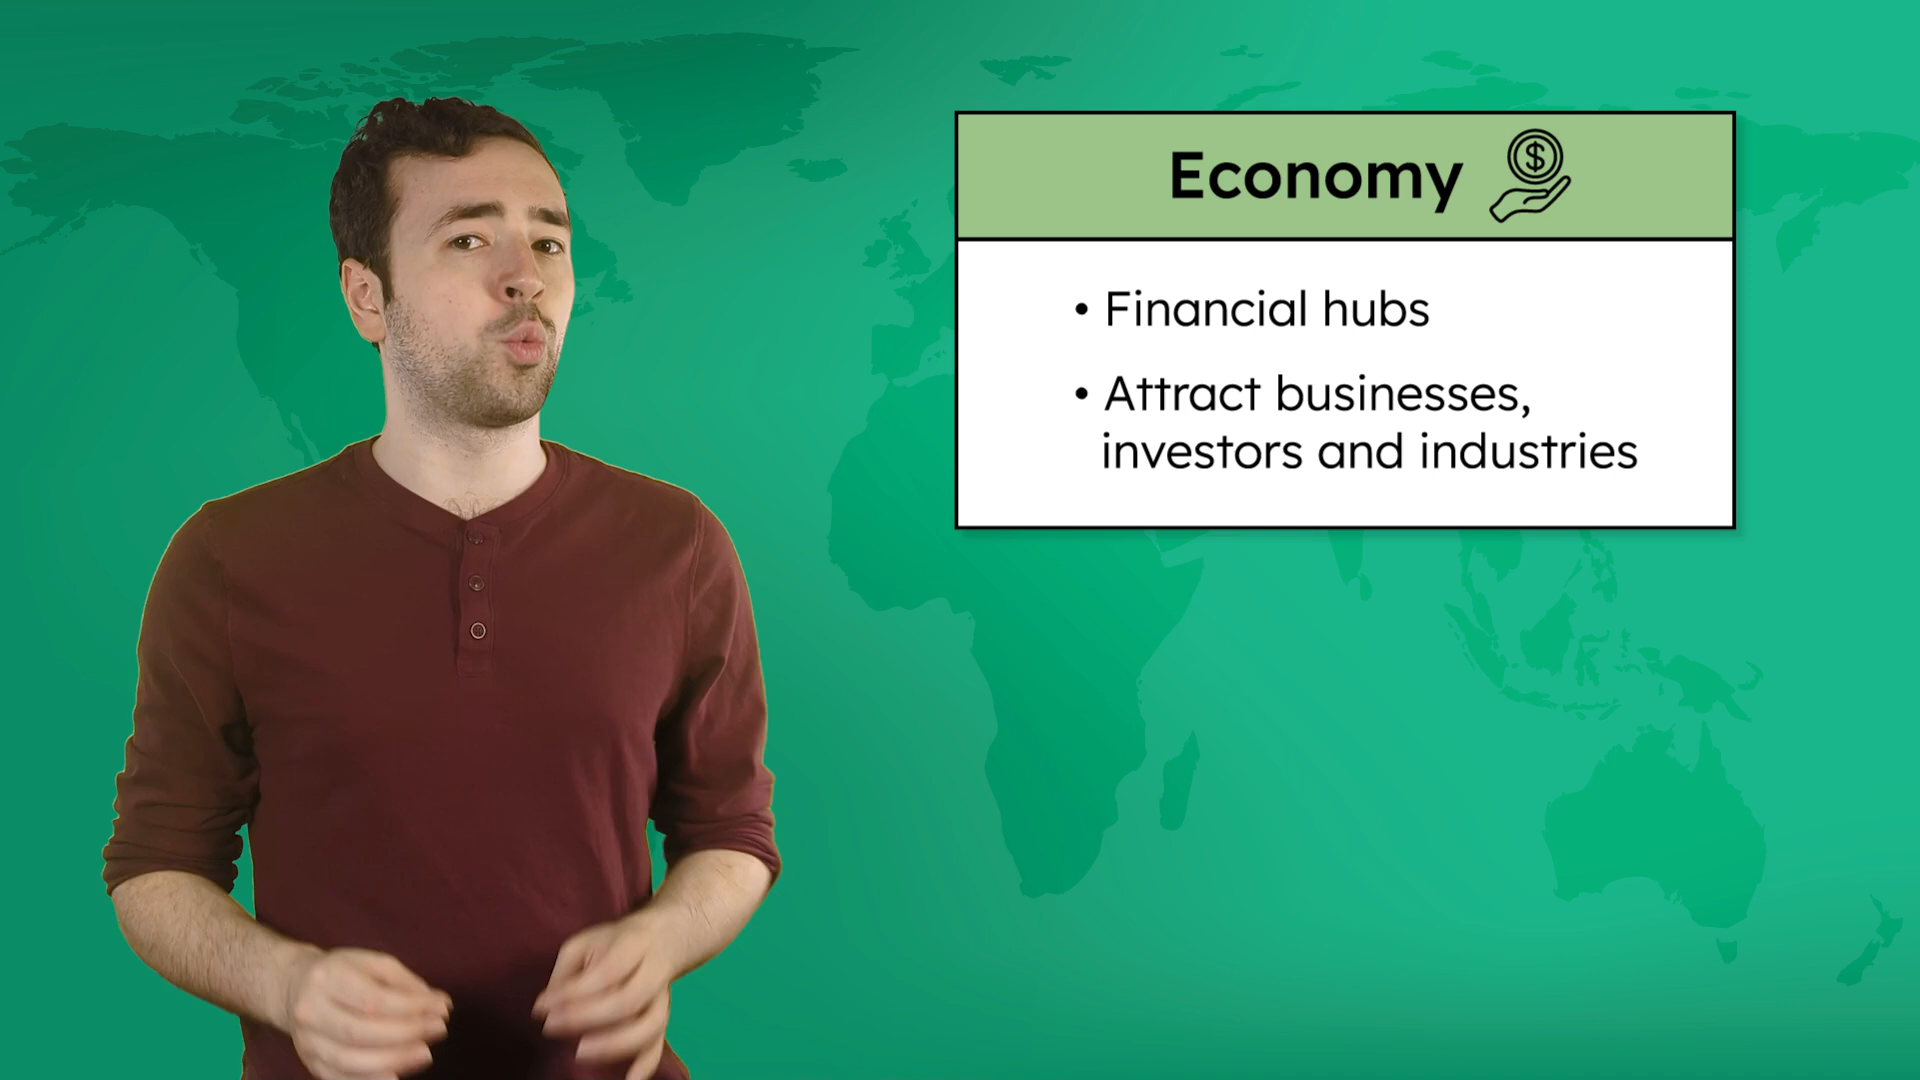 Economy
• Financial hubs
• Attract businesses,
investors and industries